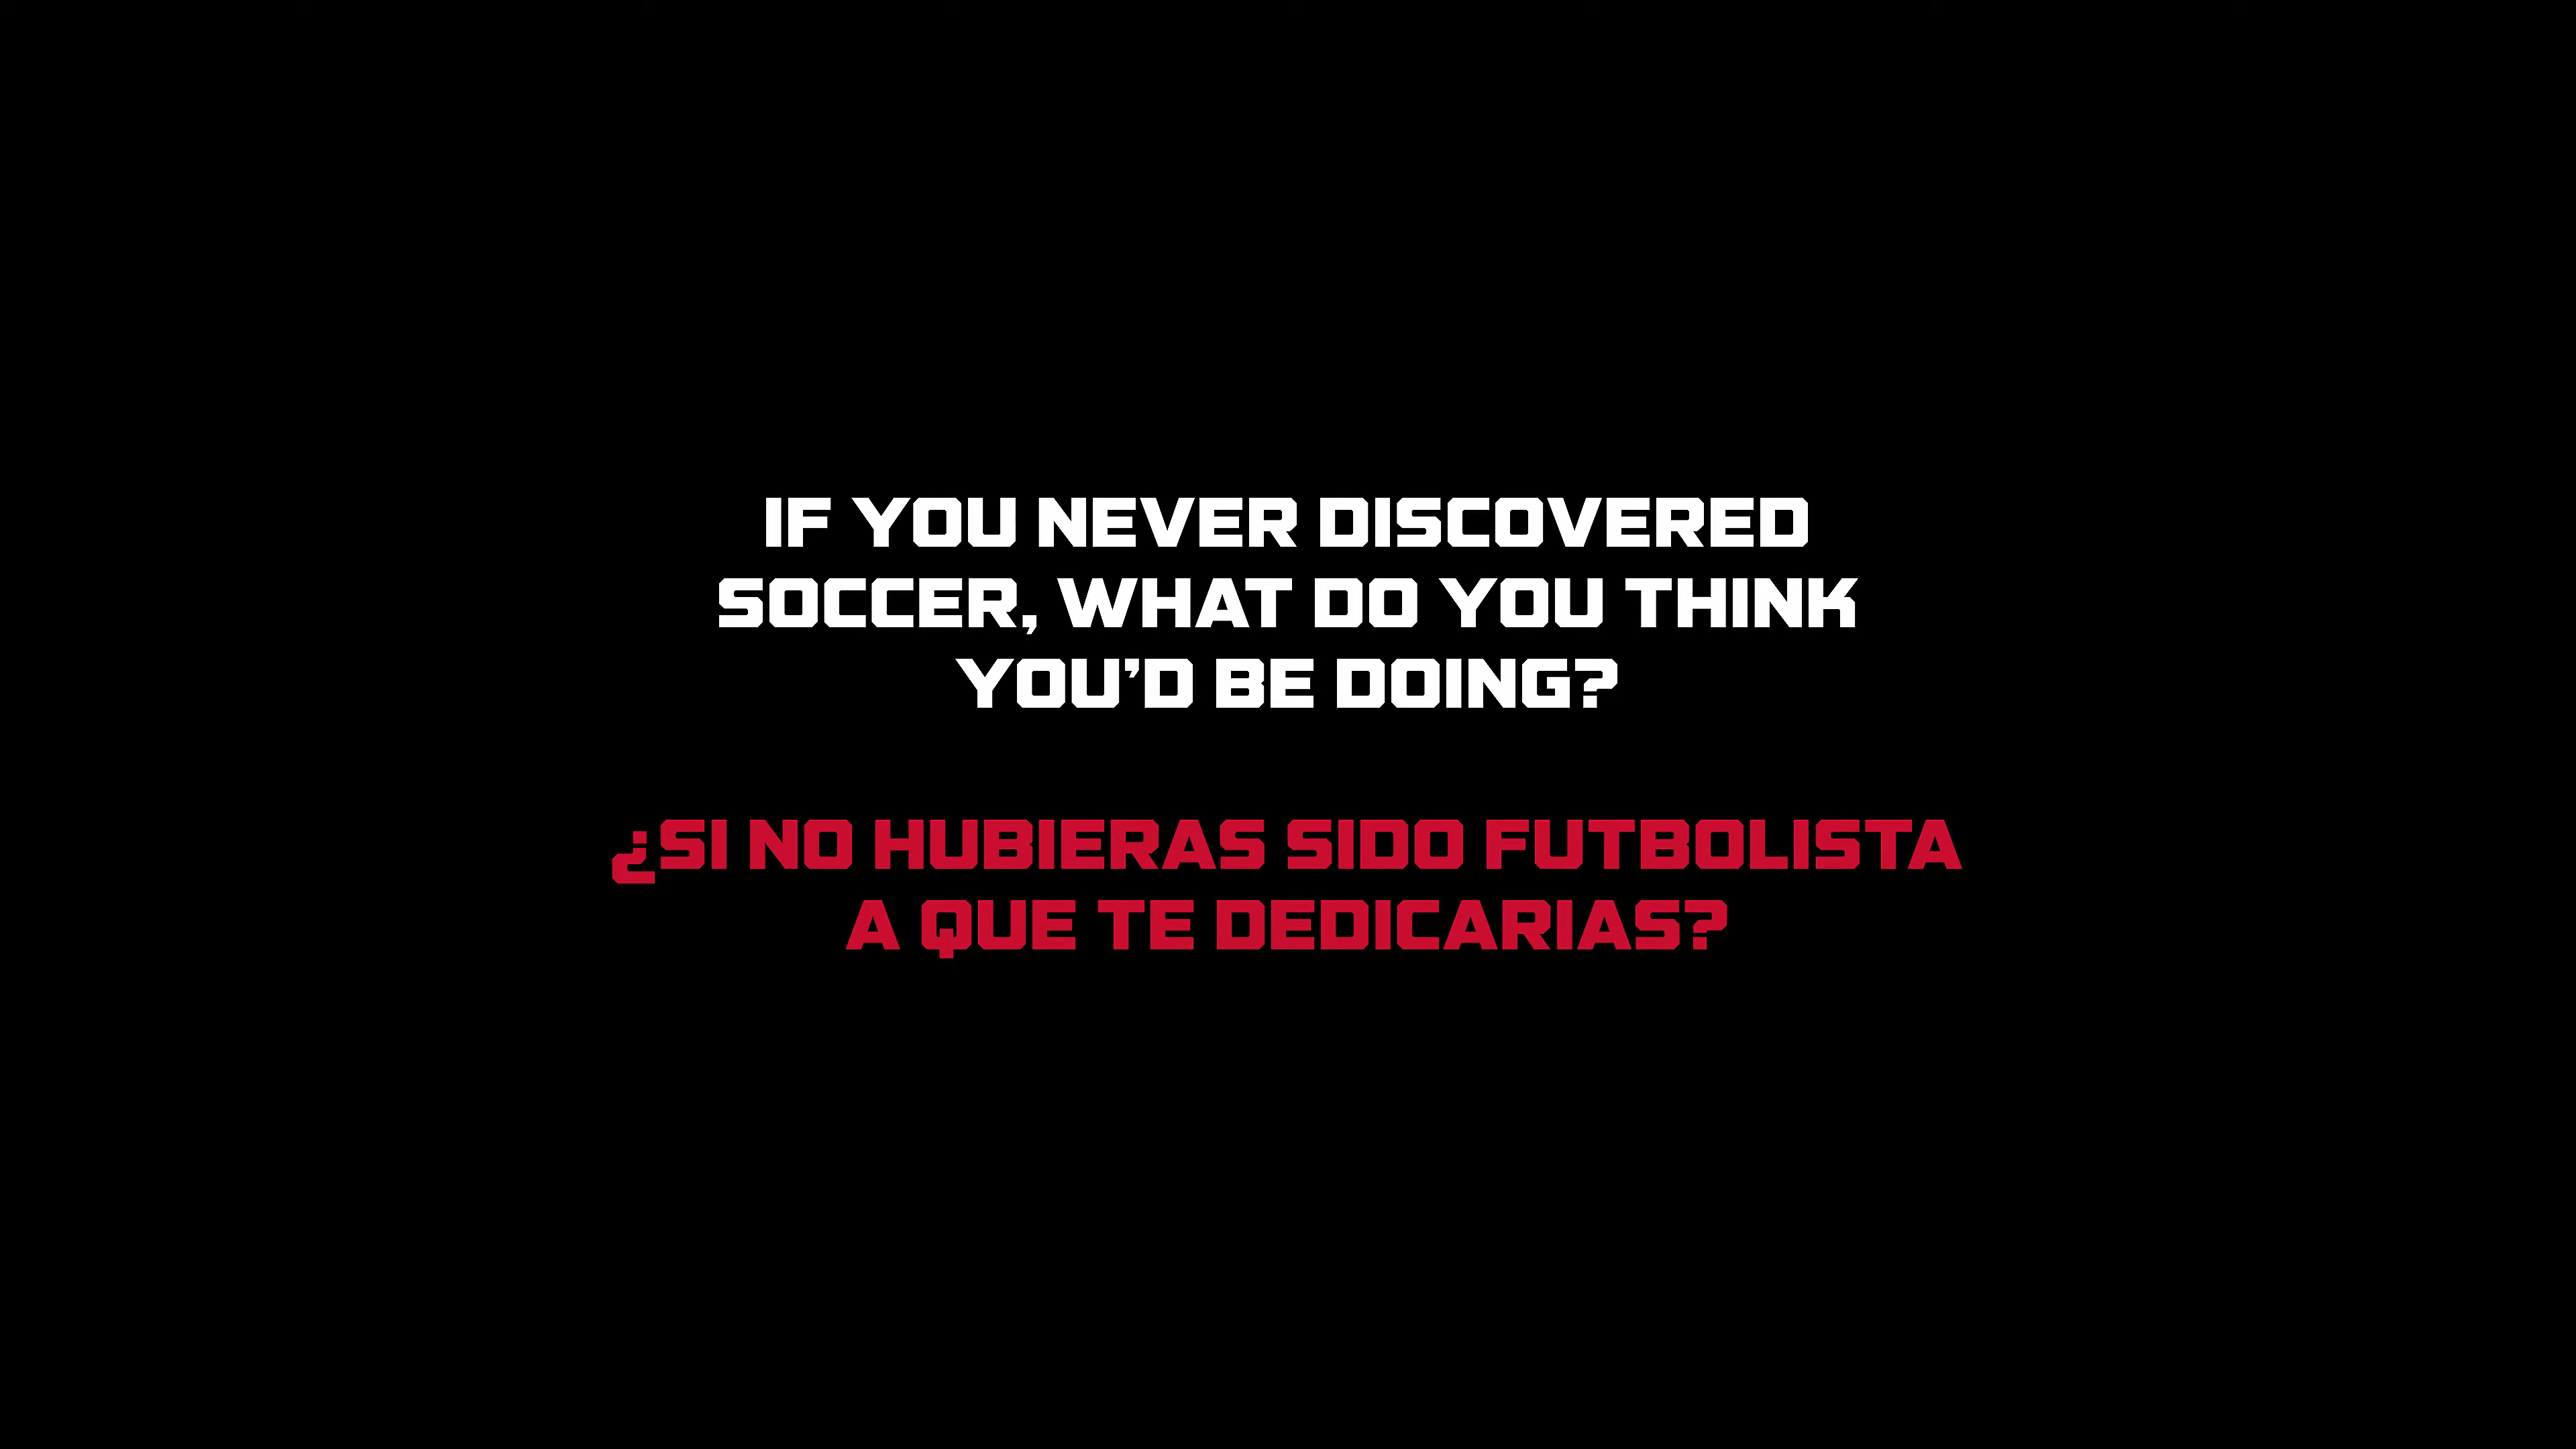 IF YOU NEVER DISCOVERED
SOCCER, WHAT DO YOU THINK
YOU’D BE DOING?
¿SI NO HUBIERAS SIDO FUTBOLISTA
A QUE TE DEDICARIAS?